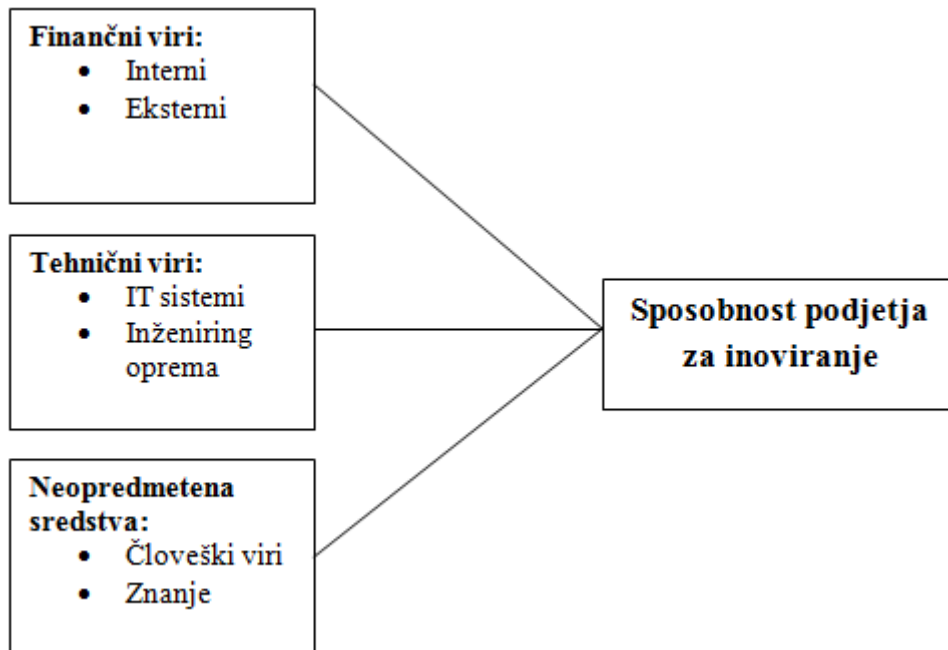 Finančni viri:
• Interni
• Eksterni
Tehnični viri:
• IT sistemi
• Inženiring
oprema
Neopredmetena
sredstva:
• Človeški viri
• Znanje
Sposobnost podjetja
za inoviranje